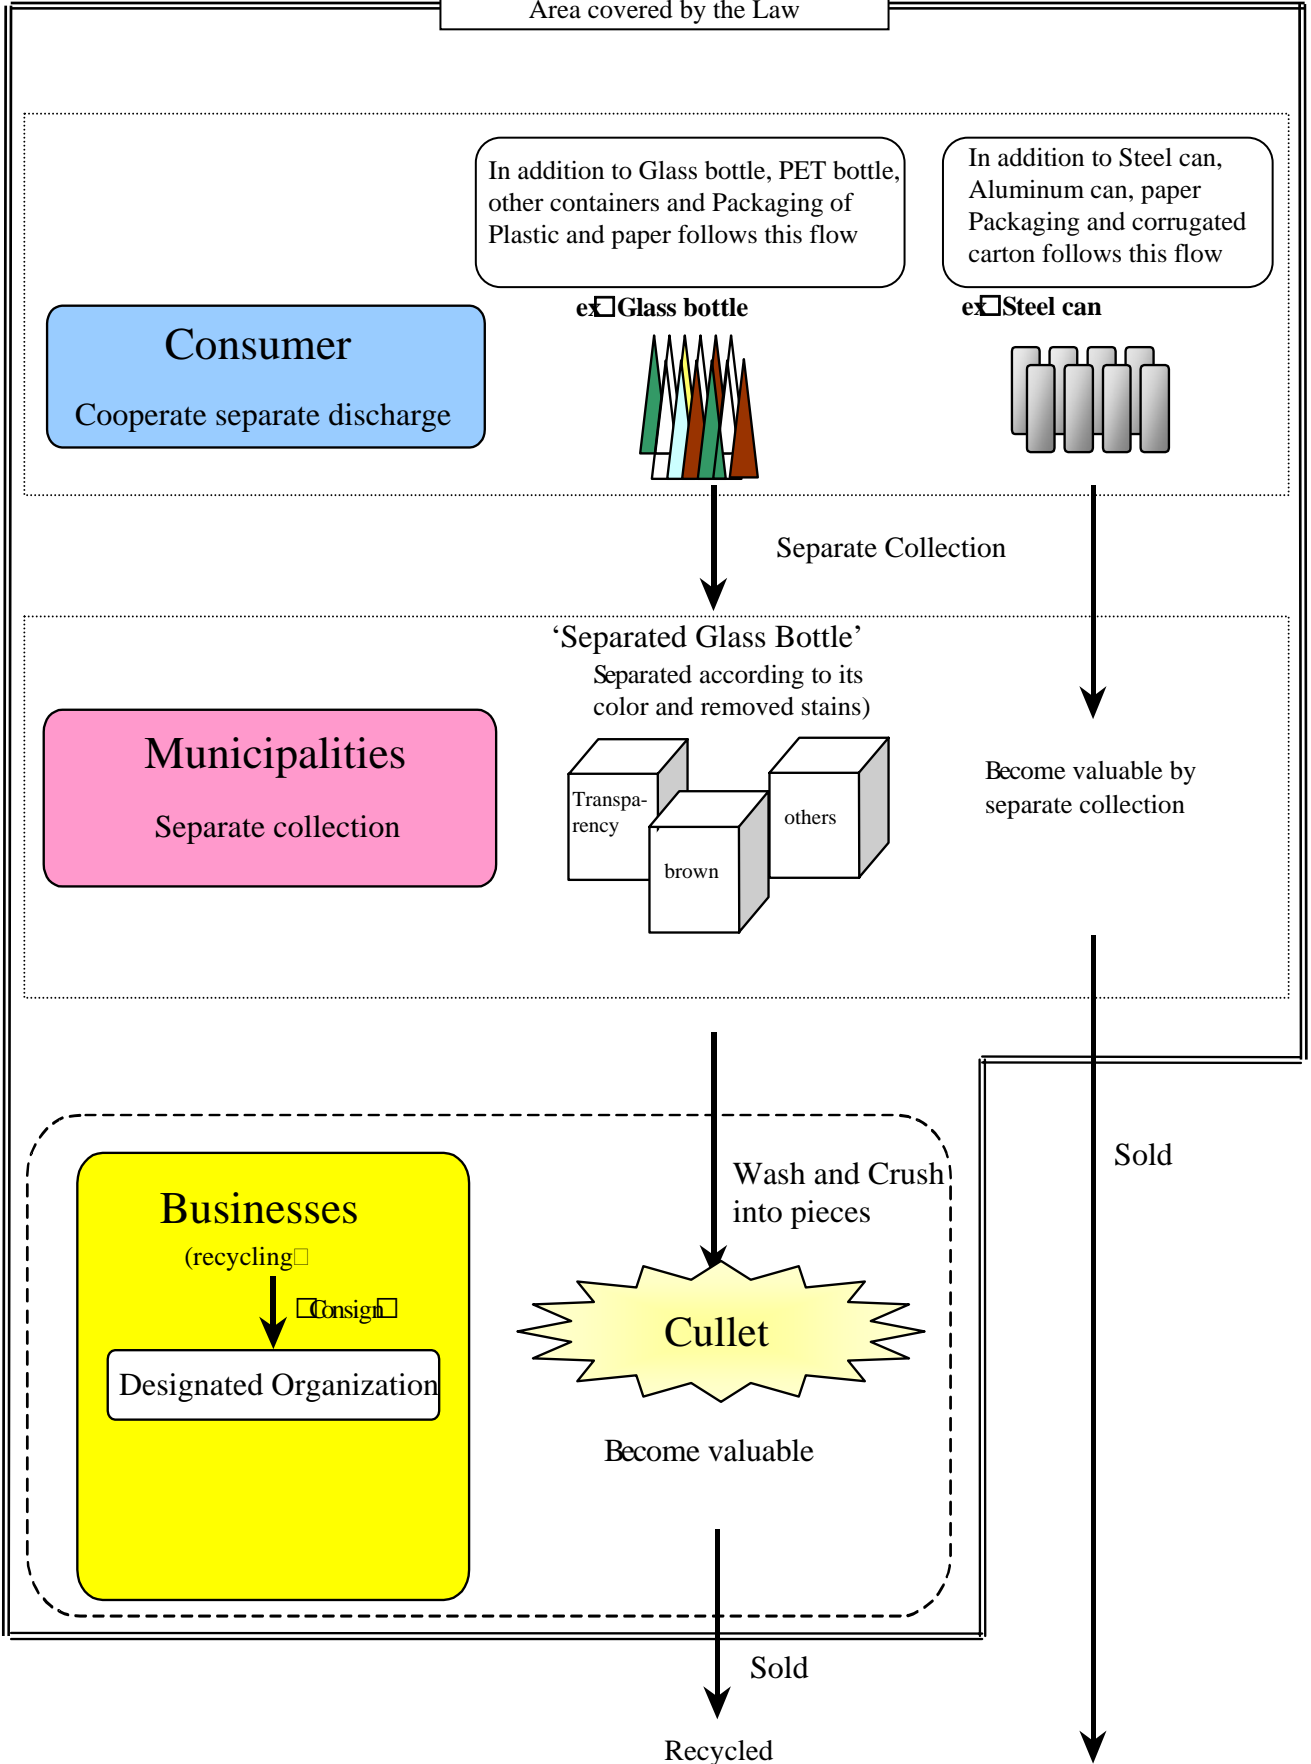 Area covered by the Law
In addition to Glass bottle, PET bottle,
other containers and Packaging of
Plastic and paper follows this flow
In addition to Steel can,
Aluminum can, paper
Packaging and corrugated
carton follows this flow
ex□Glass bottle
ex□Steel can
Consumer
Cooperate separate discharge
Separate Collection
‘Separated Glass Bottle’
Separated according to its
color and removed stains)
Municipalities
Separate collection
Transpa-
rency
brown
others
Become valuable by
separate collection
Businesses
(recycling□
□Consign□
Designated Organization
Wash and Crush
into pieces
Cullet
Become valuable
Sold
Sold
Recycled